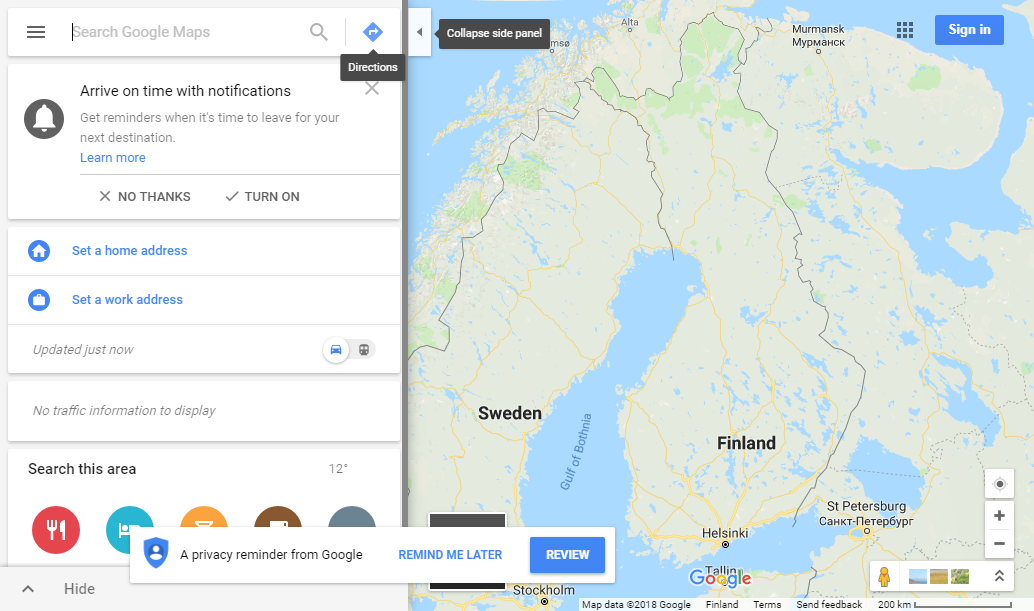 Search Google Maps
Collapse side panel
Directions
Sign in
Arrive on time with notifications
Get reminders when it's time to leave for your
next destination.
Learn more
NO THANKS
TURN ON
Set a home address
Set a work address
Updated just now
No traffic information to display
Search this area
12°
A privacy reminder from Google
REMIND ME LATER
REVIEW
Hide
Alta
Murmansk
Мурманск
Sweden
Gulf of Bothnia
Finland
St Petersburg
Санкт-Петербург
Helsinki
Tallin
Google
Stockholm
Map data ©2018 Google
Finland
Terms
Send feedback
200 km